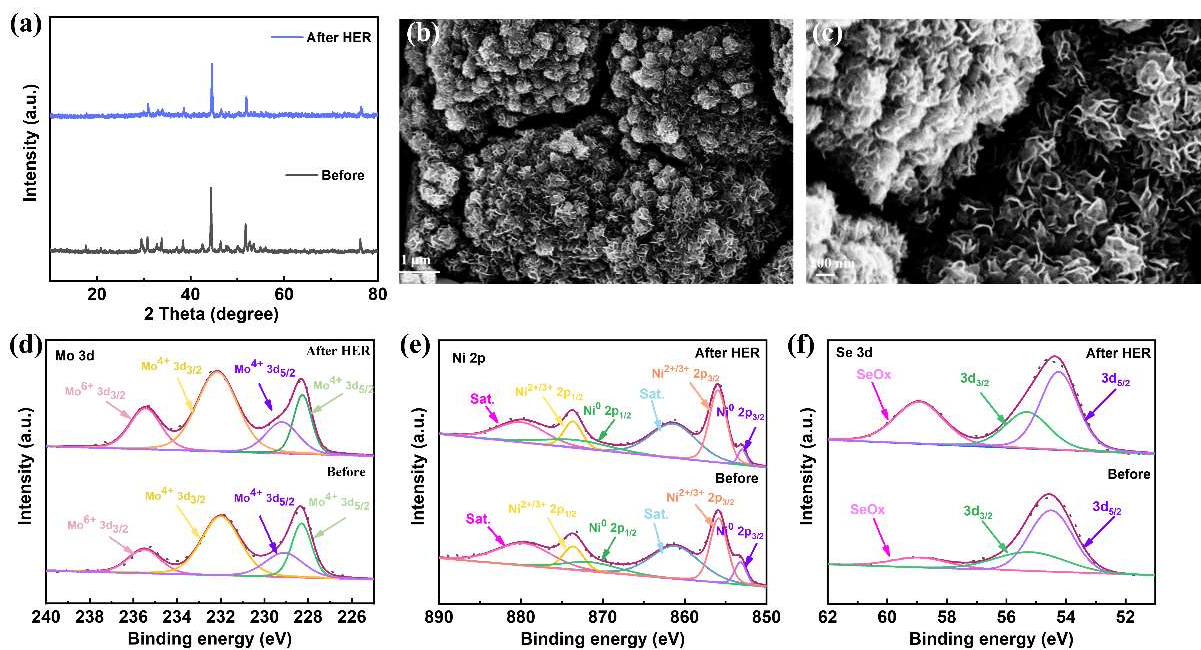 (a)
After HER
Before
Intensity (a.u.)
10 20 40 60 80
2 Theta (degree)
(b)
1 μm
(c)
100 nm
(d)
Mo 3d
After HER
Mo6+ 3d3/2
Mo4+ 3d3/2
Mo4+ 3d5/2
Mo4+ 3d5/2
Before
Mo6+ 3d3/2
Mo4+ 3d3/2
Mo4+ 3d5/2
Mo4+ 3d5/2
Intensity (a.u.)
240 237 234 231 228 225
Binding energy (eV)
(e)
Ni 2p
After HER
Sat.
Ni2+/3+ 2p1/2
Ni0 2p1/2
Sat.
Ni2+/3+ 2p3/2
Ni0 2p3/2
Before
Sat.
Ni2+/3+ 2p1/2
Ni0 2p1/2
Sat.
Ni2+/3+ 2p3/2
Ni0 2p3/2
Intensity (a.u.)
890 880 870 860 850
Binding energy (eV)
(f)
Se 3d
After HER
SeOx
3d3/2
3d5/2
Before
SeOx
3d3/2
3d5/2
Intensity (a.u.)
62 60 58 56 54 52
Binding energy (eV)